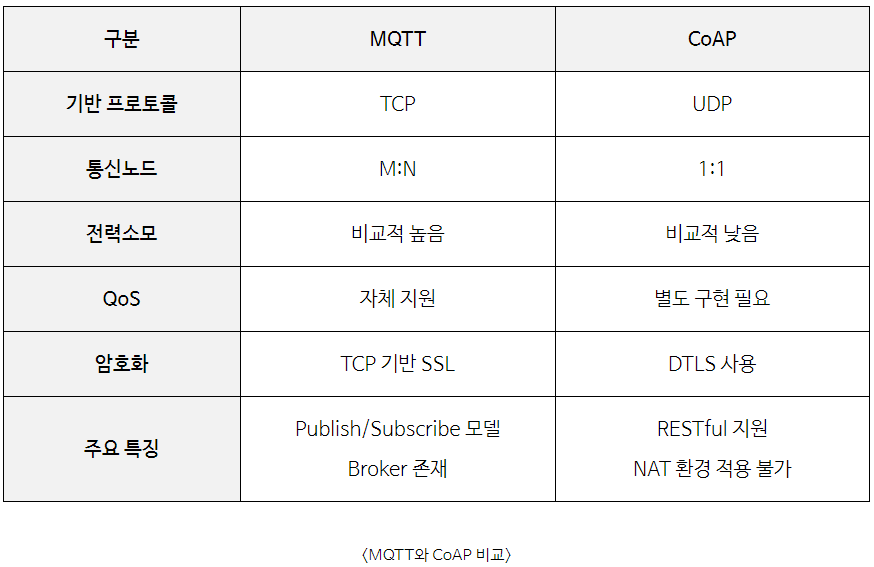 구분 MQTT CoAP
기반 프로토콜 TCP UDP
통신노드 M:N 1:1
전력소모 비교적 높음 비교적 낮음
QoS 자체 지원 별도 구현 필요
암호화 TCP 기반 SSL DTLS 사용
주요 특징
Publish/Subscribe 모델
Broker 존재
RESTful 지원
NAT 환경 적용 불가
〈MQTT와 CoAP 비교〉